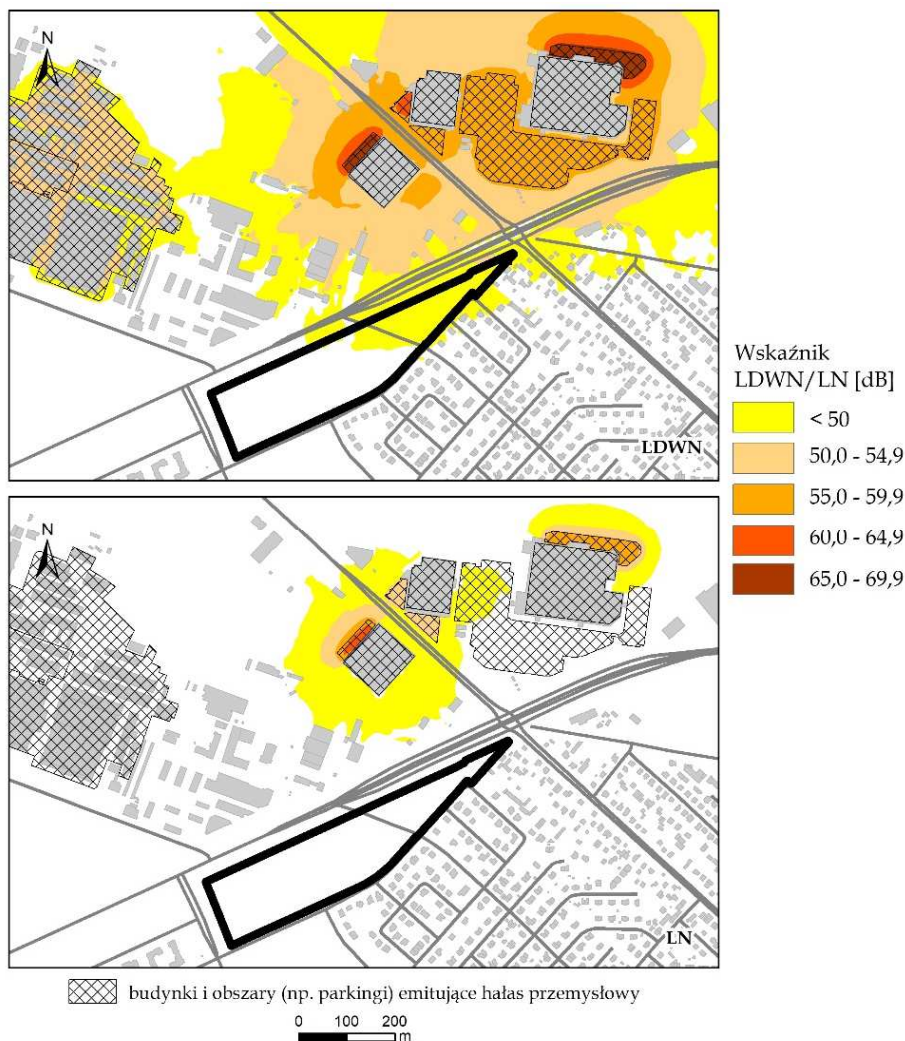 N
LDWN
Wskaźnik
LDWN/LN [dB]
< 50
50,0 - 54,9
55,0 - 59,9
60,0 - 64,9
65,0 - 69,9
N
LN
budynki i obszary (np. parkingi) emitujące hałas przemysłowy
0 100 200
m